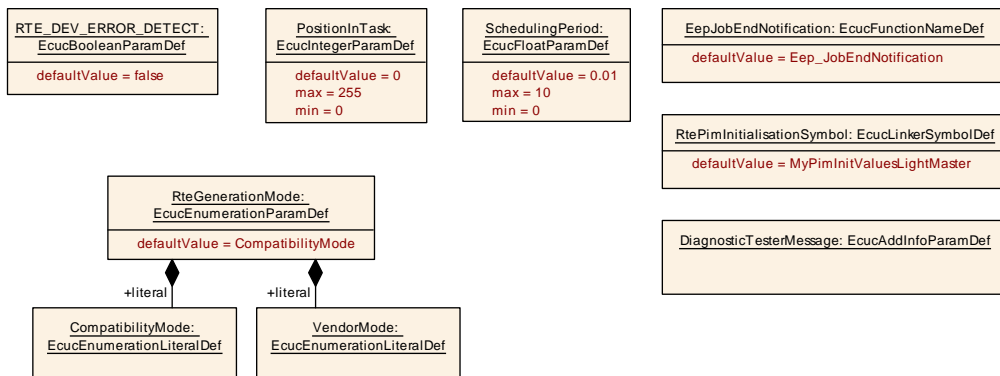 RTE_DEV_ERROR_DETECT:
EcucBooleanParamDef
defaultValue = false
PositionInTask:
EcucIntegerParamDef
defaultValue = 0
max = 255
min = 0
SchedulingPeriod:
EcucFloatParamDef
defaultValue = 0.01
max = 10
min = 0
EepJobEndNotification: EcucFunctionNameDef
defaultValue = Eep_JobEndNotification
RtePimInitialisationSymbol: EcucLinkerSymbolDef
defaultValue = MyPimInitValuesLightMaster
RteGenerationMode:
EcucEnumerationParamDef
defaultValue = CompatibilityMode
DiagnosticTesterMessage: EcucAddInfoParamDef
+literal
+literal
CompatibilityMode:
EcucEnumerationLiteralDef
VendorMode:
EcucEnumerationLiteralDef